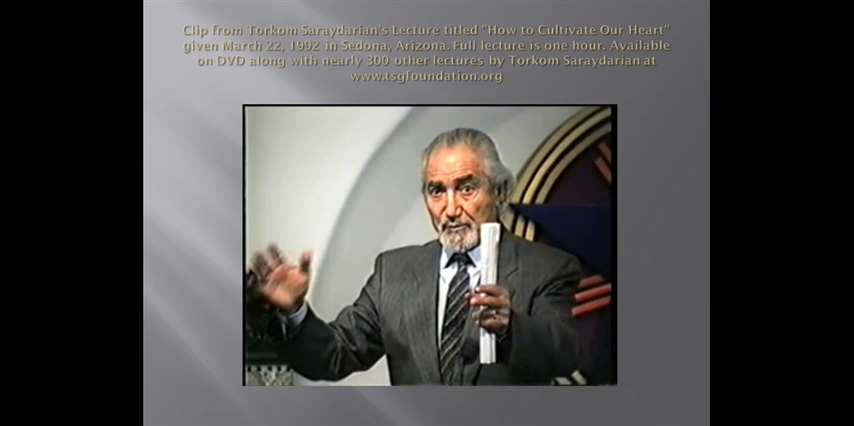 Clip from Torkom Saraydarian's Lecture titled "How to Cultivate Our Heart"
given March 22, 1992 in Sedona, Arizona. Full lecture is one hour. Available
on DVD along with nearly 300 other lectures by Torkom Saraydarian at
www.tsgfoundation.org